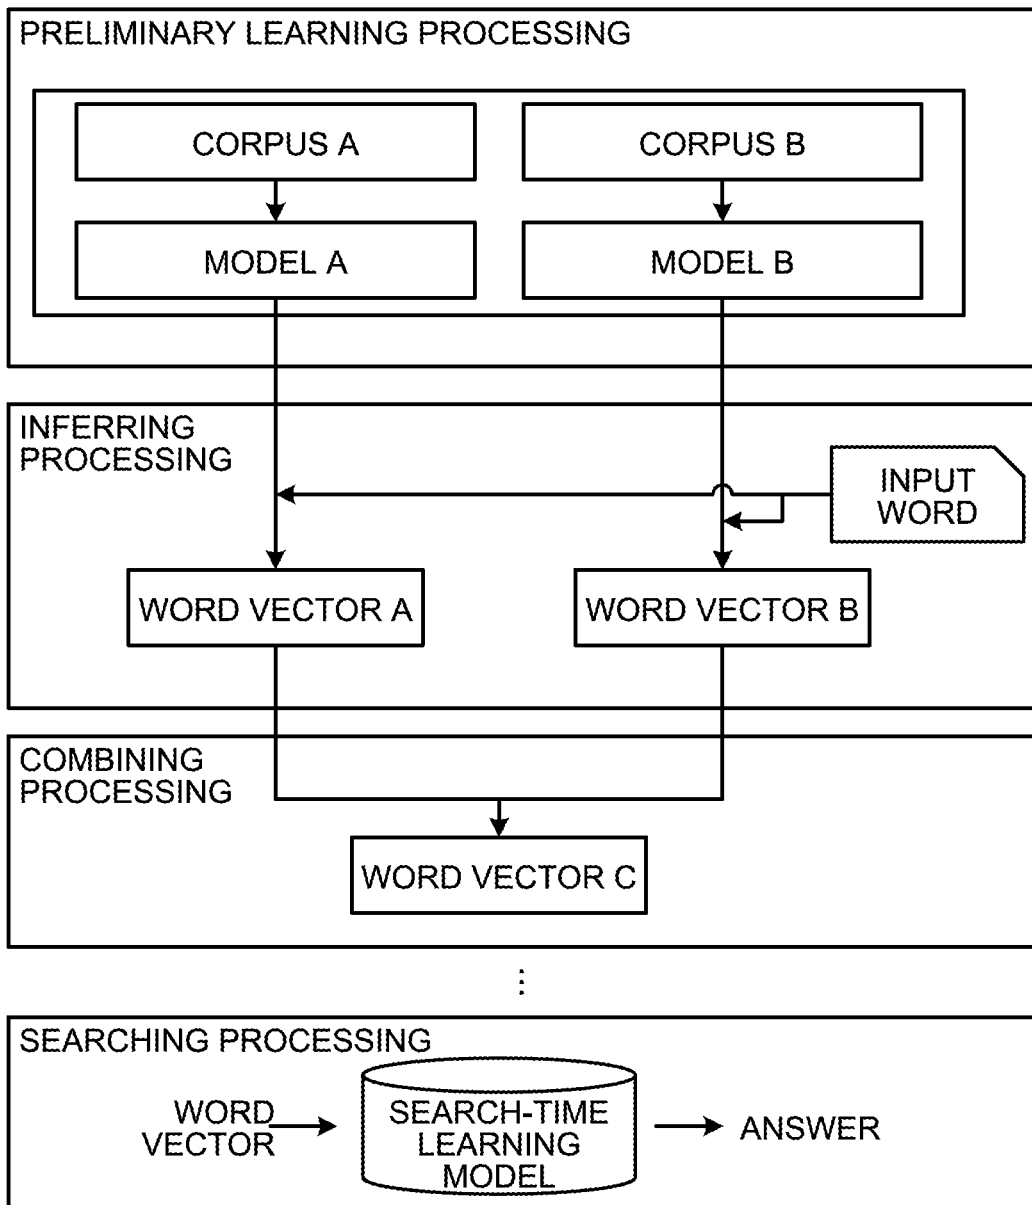 PRELIMINARY LEARNING PROCESSING
CORPUS A
CORPUS B
MODEL A
MODEL B
INFERRING
PROCESSING
INPUT
WORD
WORD VECTOR A
WORD VECTOR B
COMBINING
PROCESSING
WORD VECTOR C
⋮
SEARCHING PROCESSING
WORD
VECTOR
SEARCH-TIME
LEARNING
MODEL
ANSWER